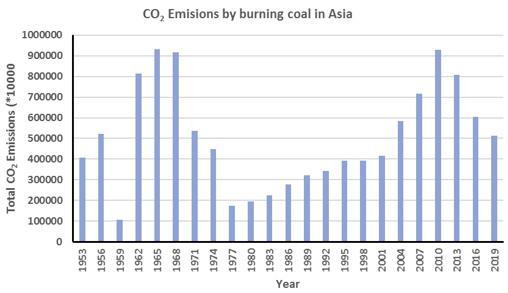 CO₂ Emisions by burning coal in Asia
Total CO₂ Emissions (*10000
1000000
900000
800000
700000
600000
500000
400000
300000
200000
100000
0
1953 1956 1959 1962 1965 1968 1971 1974 1977 1980 1983 1986 1989 1992 1995 1998 2001 2004 2007 2010 2013 2016 2019
Year